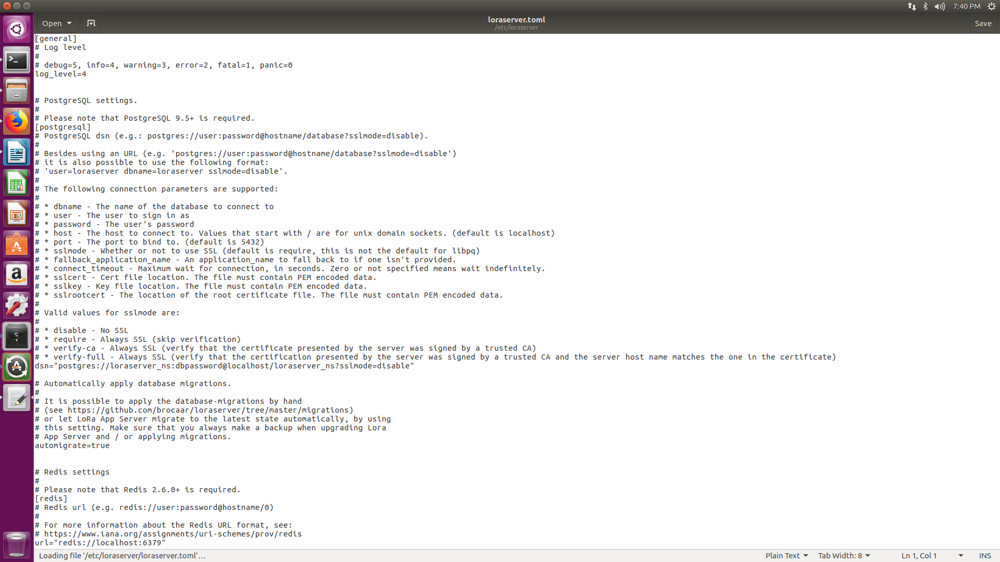 7:40 PM
Open
loraserver.toml
/etc/loraserver
Save
[general]
# Log level
#
# debug=5, info=4, warning=3, error=2, fatal=1, panic=0
log_level=4
# PostgreSQL settings.
#
# Please note that PostgreSQL 9.5+ is required.
[postgresql]
# PostgreSQL dsn (e.g.: postgres://user:password@hostname/database?sslmode=disable).
#
# Besides using an URL (e.g. 'postgres://user:password@hostname/database?sslmode=disable')
# it is also possible to use the following format:
# 'user=loraserver dbname=loraserver sslmode=disable'.
#
# The following connection parameters are supported:
#
# * dbname - The name of the database to connect to
# * user - The user to sign in as
# * password - The user's password
# * host - The host to connect to. Values that start with / are for unix domain sockets. (default is localhost)
# * port - The port to bind to. (default is 5432)
# * sslmode - Whether or not to use SSL (default is require, this is not the default for libpq)
# * fallback_application_name - An application_name to fall back to if one isn't provided.
# * connect_timeout - Maximum wait for connection, in seconds. Zero or not specified means wait indefinitely.
# * sslcert - Cert file location. The file must contain PEM encoded data.
# * sslkey - Key file location. The file must contain PEM encoded data.
# * sslrootcert - The location of the root certificate file. The file must contain PEM encoded data.
#
# Valid values for sslmode are:
#
# * disable - No SSL
# * require - Always SSL (skip verification)
# * verify-ca - Always SSL (verify that the certificate presented by the server was signed by a trusted CA)
# * verify-full - Always SSL (verify that the certification presented by the server was signed by a trusted CA and the server host name matches the one in the certificate)
dsn="postgres://loraserver_ns:dbpassword@localhost/loraserver_ns?sslmode=disable"
# Automatically apply database migrations.
#
# It is possible to apply the database-migrations by hand
# (see https://github.com/brocaar/loraserver/tree/master/migrations)
# or let LoRa App Server migrate to the latest state automatically, by using
# this setting. Make sure that you always make a backup when upgrading Lora
# App Server and / or applying migrations.
automigrate=true
# Redis settings
#
# Please note that Redis 2.6.0+ is required.
[redis]
# Redis url (e.g. redis://user:password@hostname/0)
#
# For more information about the Redis URL format, see:
# https://www.iana.org/assignments/uri-schemes/prov/redis
url="redis://localhost:6379"
Loading file '/etc/loraserver/loraserver.toml'…
Plain Text
Tab Width: 8
Ln 1, Col 1
INS